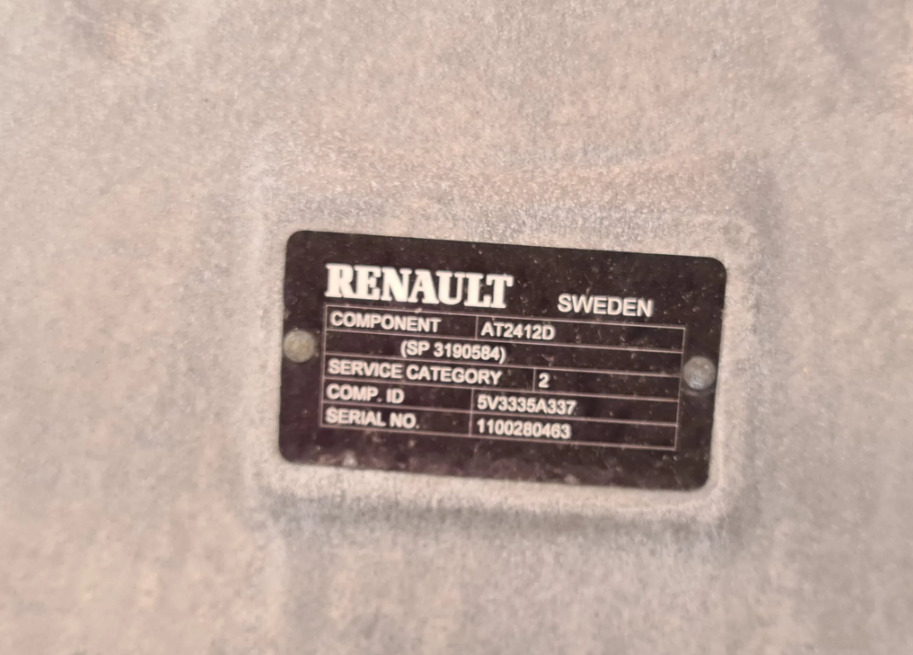 RENAULT SWEDEN
COMPONENT AT2412D
(SP 3190584)
SERVICE CATEGORY 2
COMP. ID 5V3335A337
SERIAL NO. 1100280463